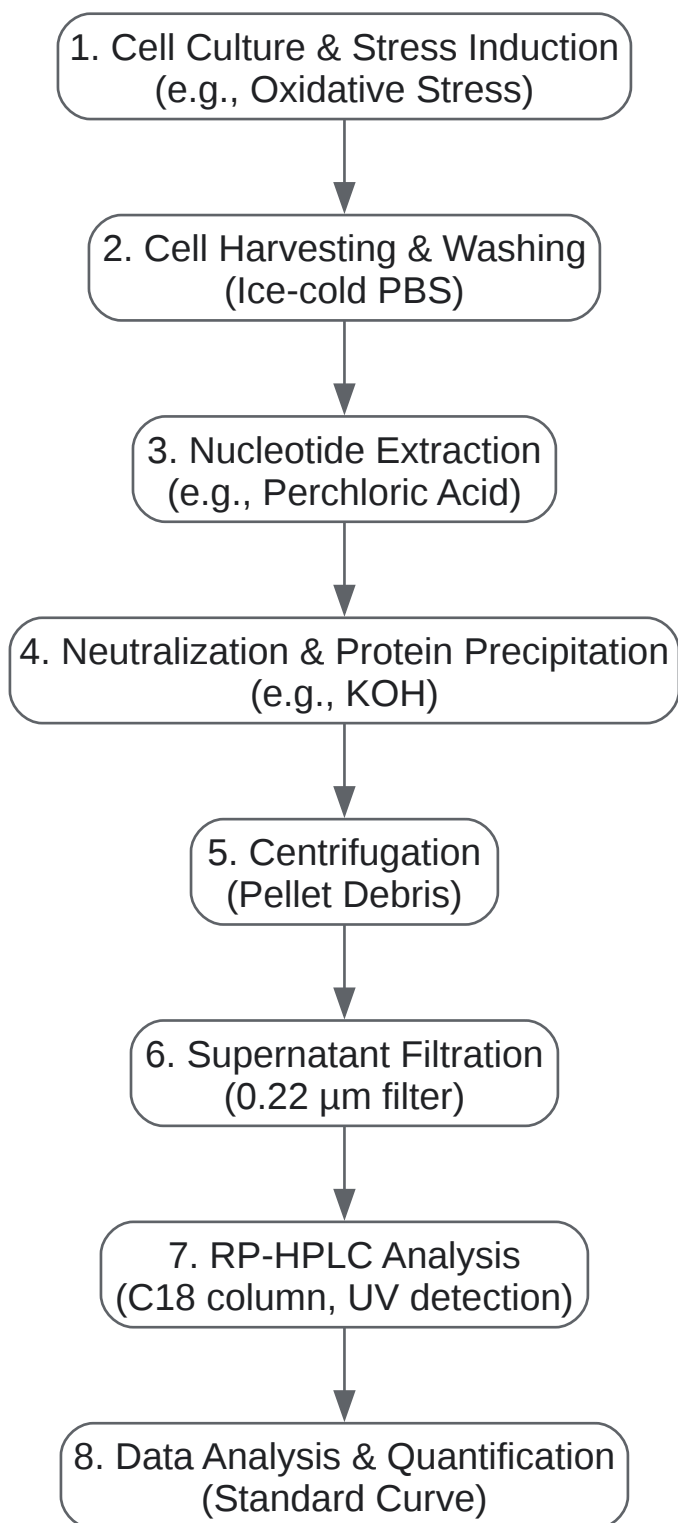 1. Cell Culture & Stress Induction
(e.g., Oxidative Stress)
2. Cell Harvesting & Washing
(Ice-cold PBS)
3. Nucleotide Extraction
(e.g., Perchloric Acid)
4. Neutralization & Protein Precipitation
(e.g., KOH)
5. Centrifugation
(Pellet Debris)
6. Supernatant Filtration
(0.22 µm filter)
7. RP-HPLC Analysis
(C18 column, UV detection)
8. Data Analysis & Quantification
(Standard Curve)